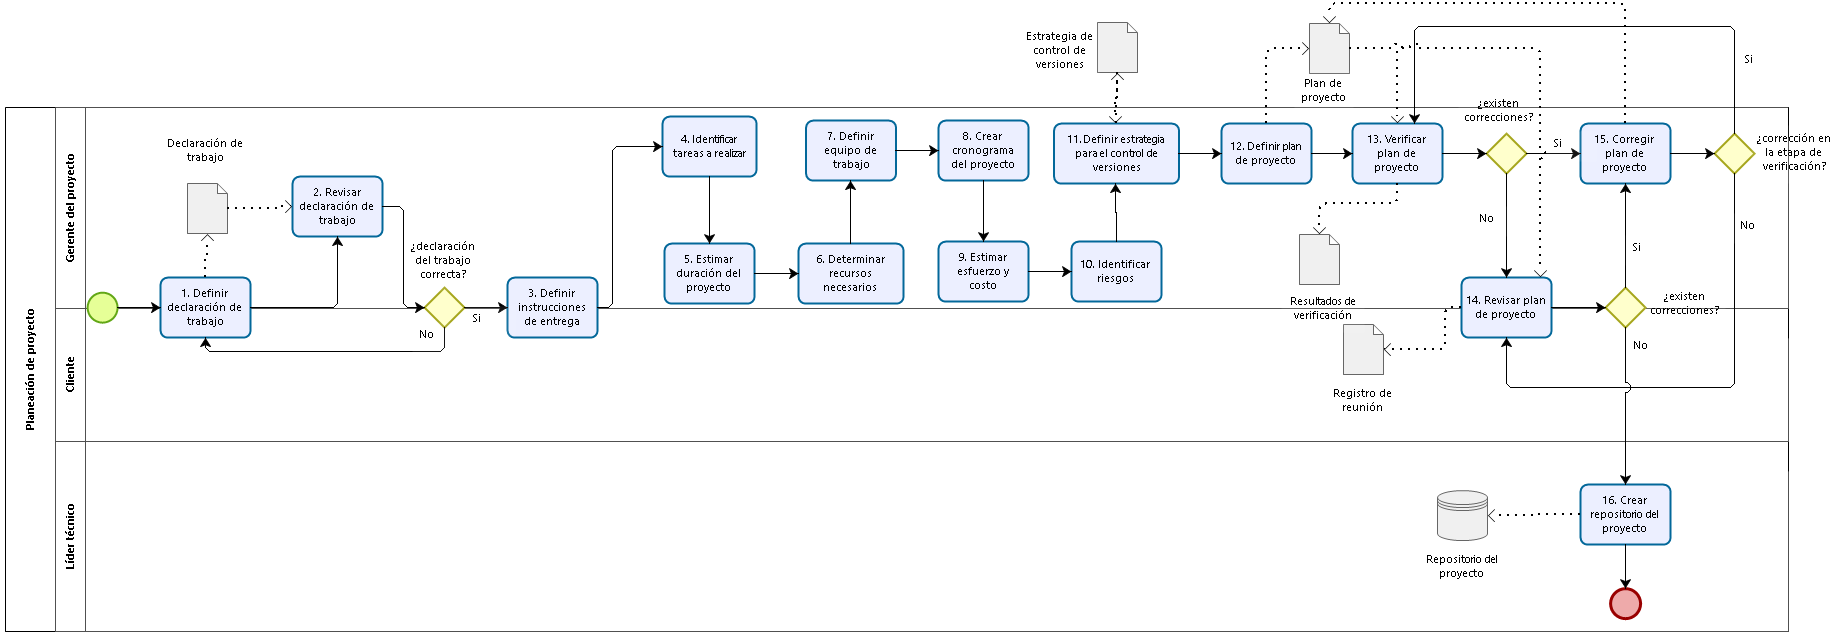 Planeación de proyecto
Gerente del proyecto
Cliente
Líder técnico
Declaración de
trabajo
1. Definir
declaración de
trabajo
2. Revisar
declaración de
trabajo
¿declaración
del trabajo
correcta?
No
Si
3. Definir
instrucciones
de entrega
4. Identificar
tareas a realizar
5. Estimar
duración del
proyecto
6. Determinar
recursos
necesarios
7. Definir
equipo de
trabajo
8. Crear
cronograma
del proyecto
9. Estimar
esfuerzo y
costo
10. Identificar
riesgos
Estrategia de
control de
versiones
11. Definir estrategia
para el control de
versiones
12. Definir plan
de proyecto
Plan de
proyecto
13. Verificar
plan de
proyecto
Resultados de
verificación
¿existen
correcciones?
Si
No
14. Revisar plan
de proyecto
Registro de
reunión
¿existen
correcciones?
Si
No
15. Corregir
plan de
proyecto
¿corrección en
la etapa de
verificación?
Si
No
16. Crear
repositorio del
proyecto
Repositorio del
proyecto